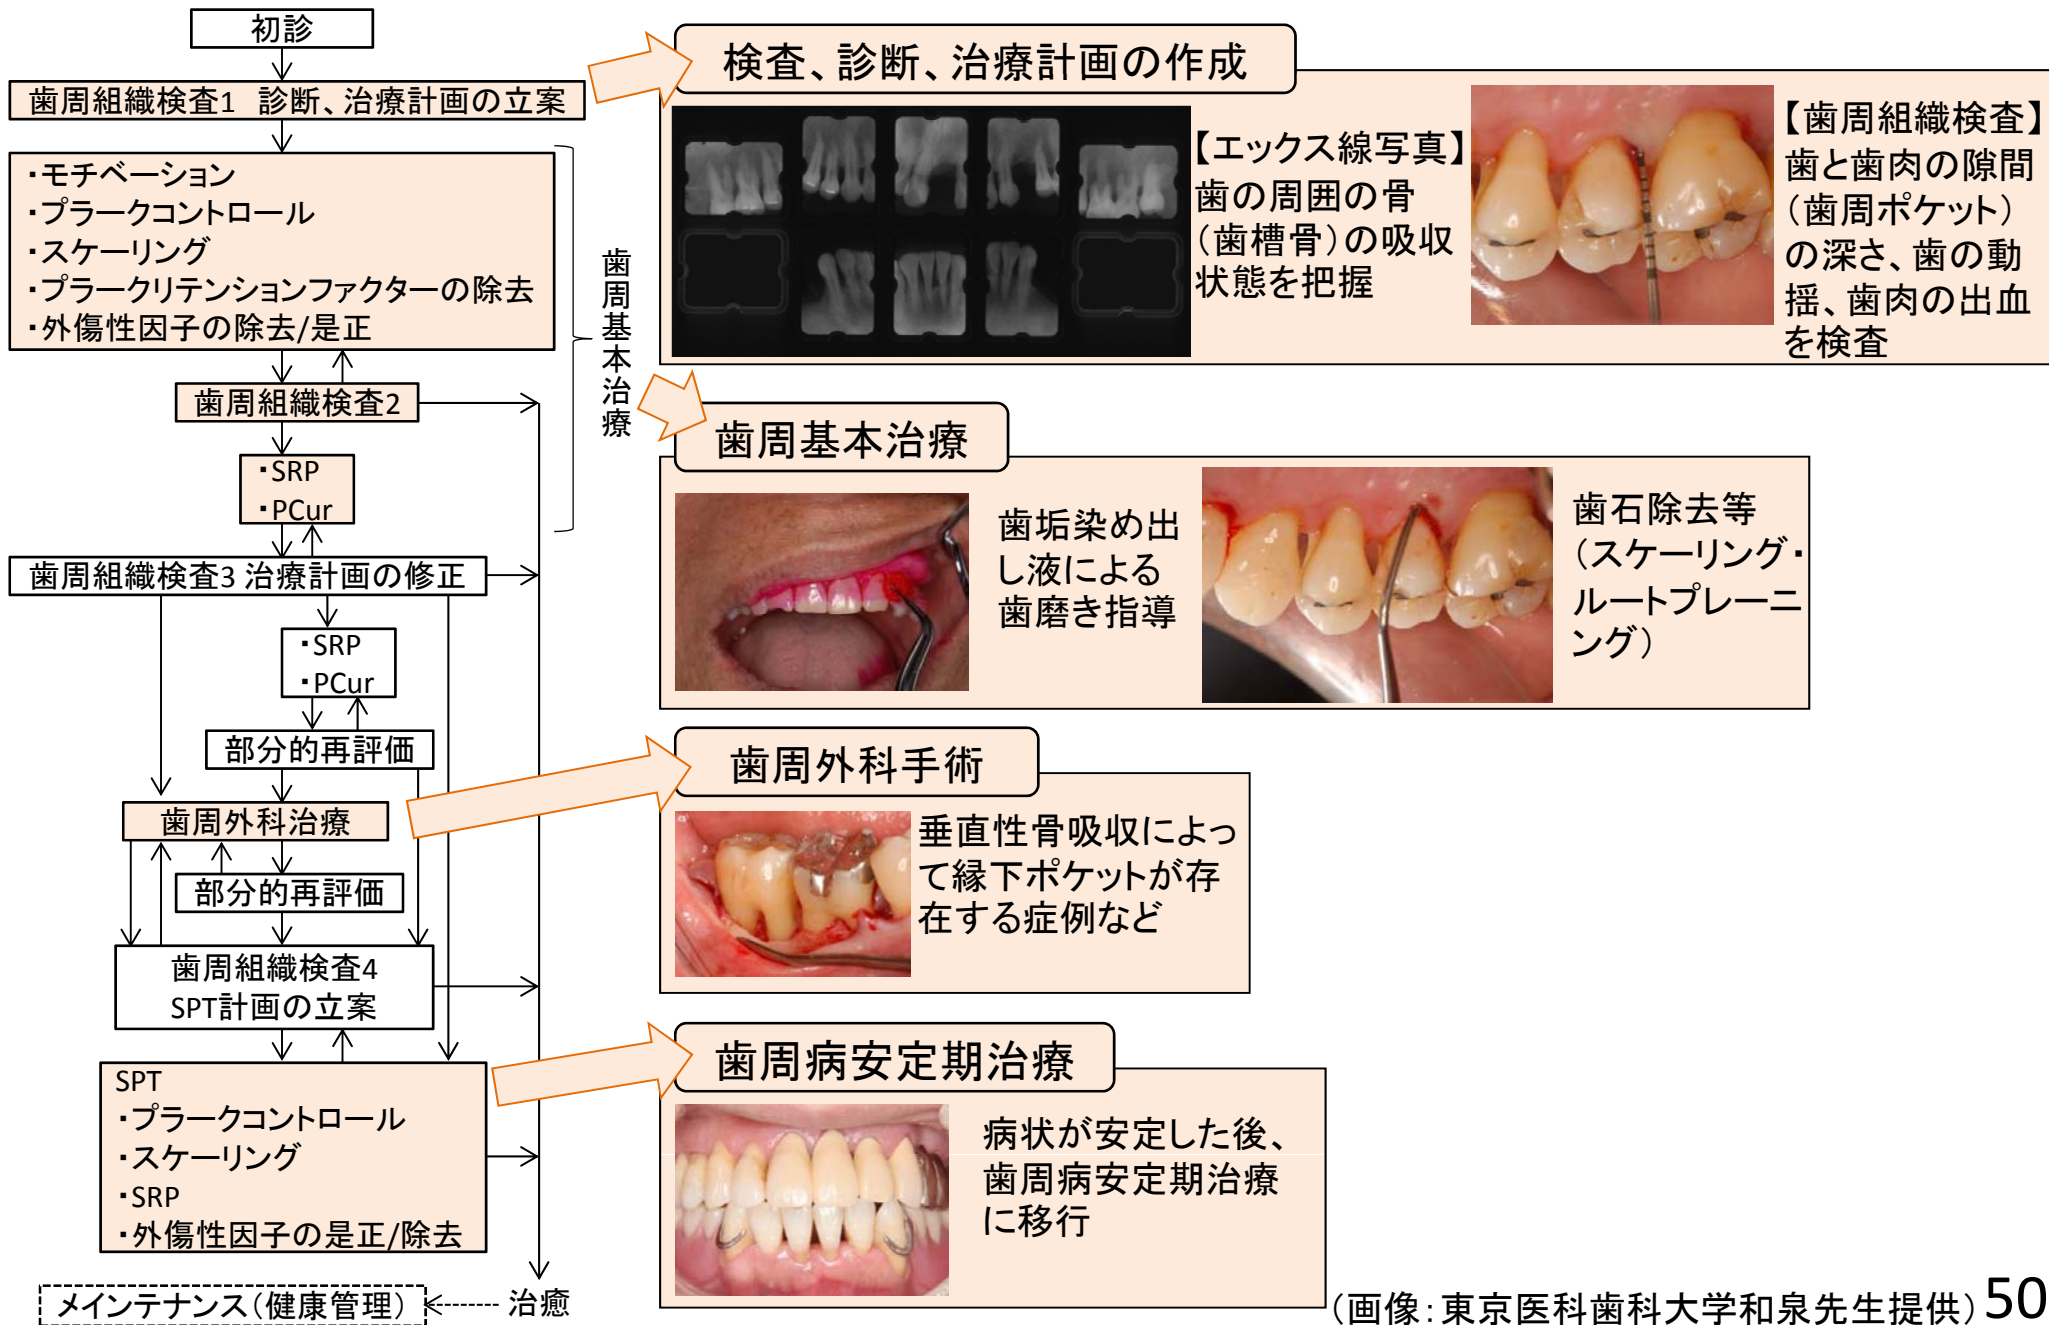 初診
歯周組織検査1　診断、治療計画の立案
・モチベーション
・プラークコントロール
・スケーリング
・プラークリテンションファクターの除去
・外傷性因子の除去/是正
歯周組織検査2
・SRP
・PCur
歯周基本治療
歯周組織検査3 治療計画の修正
・SRP
・PCur
部分的再評価
歯周外科治療
部分的再評価
歯周組織検査4
SPT計画の立案
SPT
・プラークコントロール
・スケーリング
・SRP
・外傷性因子の是正/除去
メインテナンス（健康管理）
治癒
検査、診断、治療計画の作成
【エックス線写真】
歯の周囲の骨
（歯槽骨）の吸収
状態を把握
【歯周組織検査】
歯と歯肉の隙間
（歯周ポケット）
の深さ、歯の動
揺、歯肉の出血
を検査
歯周基本治療
歯垢染め出
し液による
歯磨き指導
歯石除去等
（スケーリング・
ルートプレーニ
ング）
歯周外科手術
垂直性骨吸収によっ
て縁下ポケットが存
在する症例など
歯周病安定期治療
病状が安定した後、
歯周病安定期治療
に移行
（画像：東京医科歯科大学和泉先生提供）
50